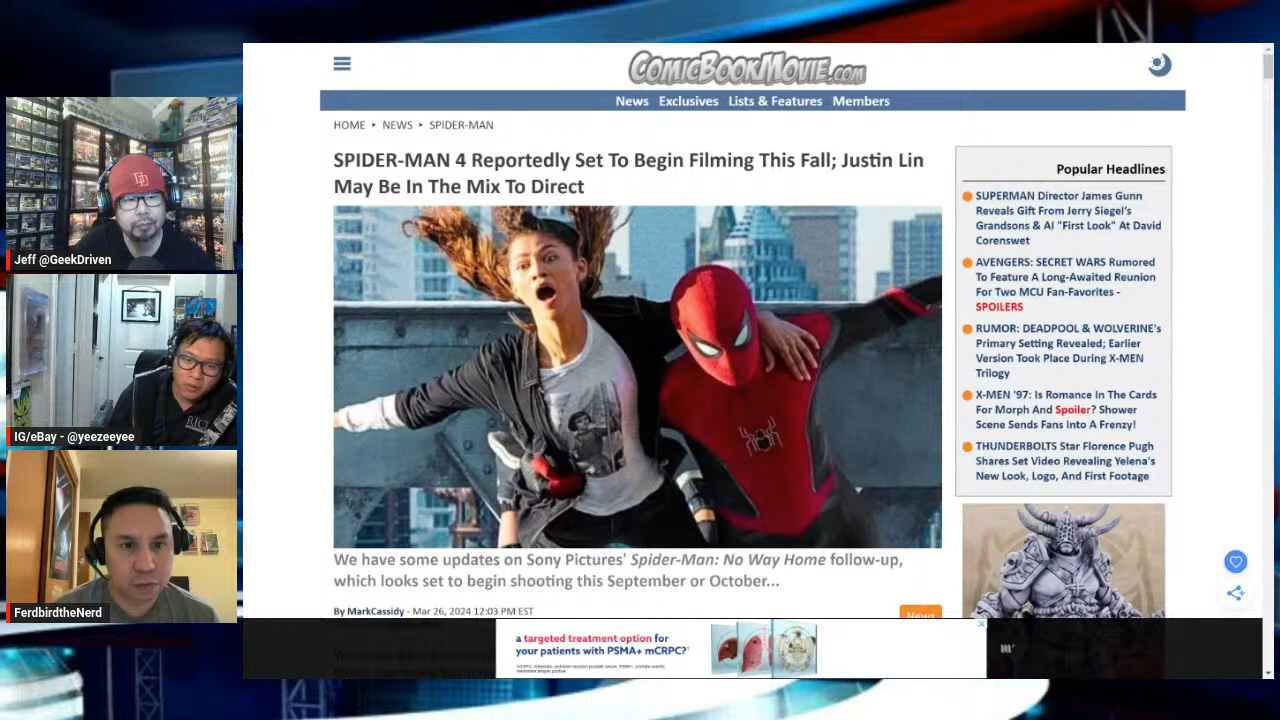 COMICBOOKMOVIE.COM
News Exclusives Lists & Features Members
HOME ▸ NEWS ▸ SPIDER-MAN
SPIDER-MAN 4 Reportedly Set To Begin Filming This Fall; Justin Lin
May Be In The Mix To Direct
We have some updates on Sony Pictures' Spider-Man: No Way Home follow-up,
which looks set to begin shooting this September or October...
By MarkCassidy - Mar 26, 2024 12:03 PM EST
News
Popular Headlines
SUPERMAN Director James Gunn
Reveals Gift From Jerry Siegel's
Grandsons & AI "First Look" At David
Corenswet
AVENGERS: SECRET WARS Rumored
To Feature A Long-Awaited Reunion
For Two MCU Fan-Favorites -
SPOILERS
RUMOR: DEADPOOL & WOLVERINE's
Primary Setting Revealed; Earlier
Version Took Place During X-MEN
Trilogy
X-MEN '97: Is Romance In The Cards
For Morph And Spoiler? Shower
Scene Sends Fans Into A Frenzy!
THUNDERBOLTS Star Florence Pugh
Shares Set Video Revealing Yelena's
New Look, Logo, And First Footage
Jeff @GeekDriven
IG/eBay - @yeezeeyee
FerdbirdtheNerd
a targeted treatment option for
your patients with PSMA+ mCRPC?